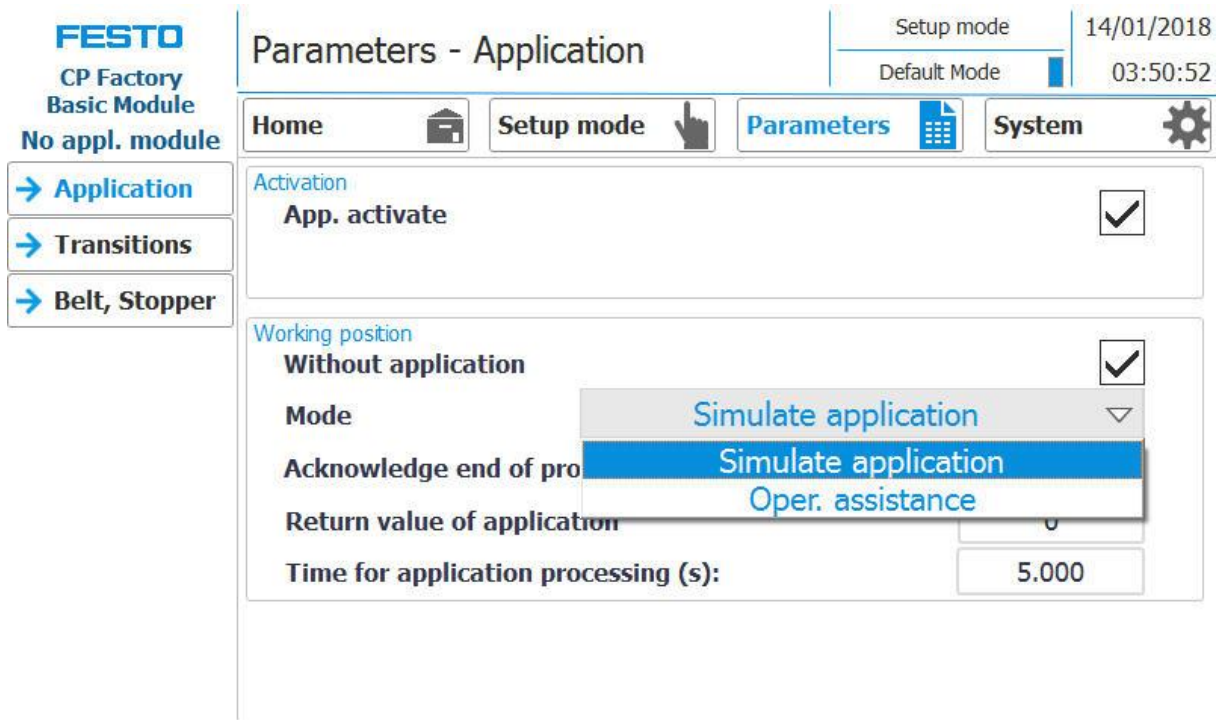 FESTO
CP Factory
Basic Module
No appl. module
Parameters - Application
Setup mode
Default Mode
14/01/2018
03:50:52
Home
Setup mode
Parameters
System
Application
Transitions
Belt, Stopper
Activation
App. activate
Working position
Without application
Mode
Simulate application
Simulate application
Oper. assistance
Acknowledge end of pro
Return value of application
0
Time for application processing (s):
5.000